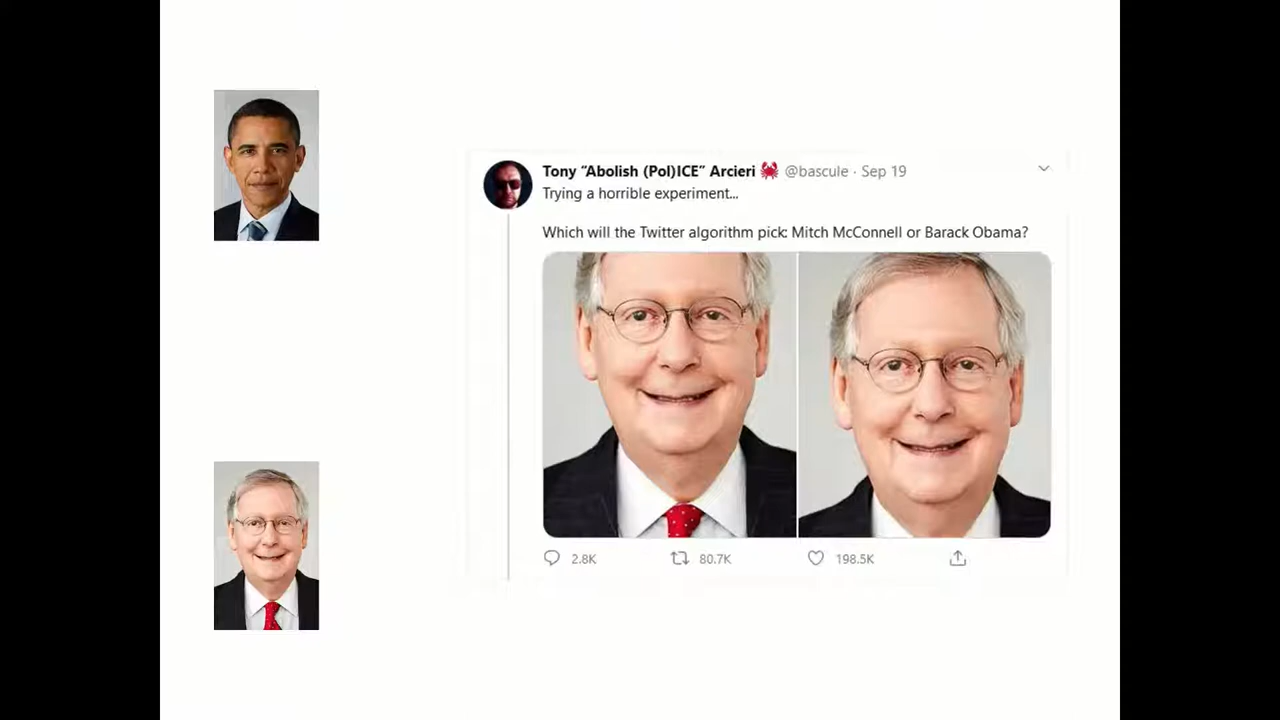 Tony “Abolish (Pol)ICE” Arcieri 🦀 @bascule · Sep 19
Trying a horrible experiment...
Which will the Twitter algorithm pick: Mitch McConnell or Barack Obama?
2.8K 80.7K 198.5K